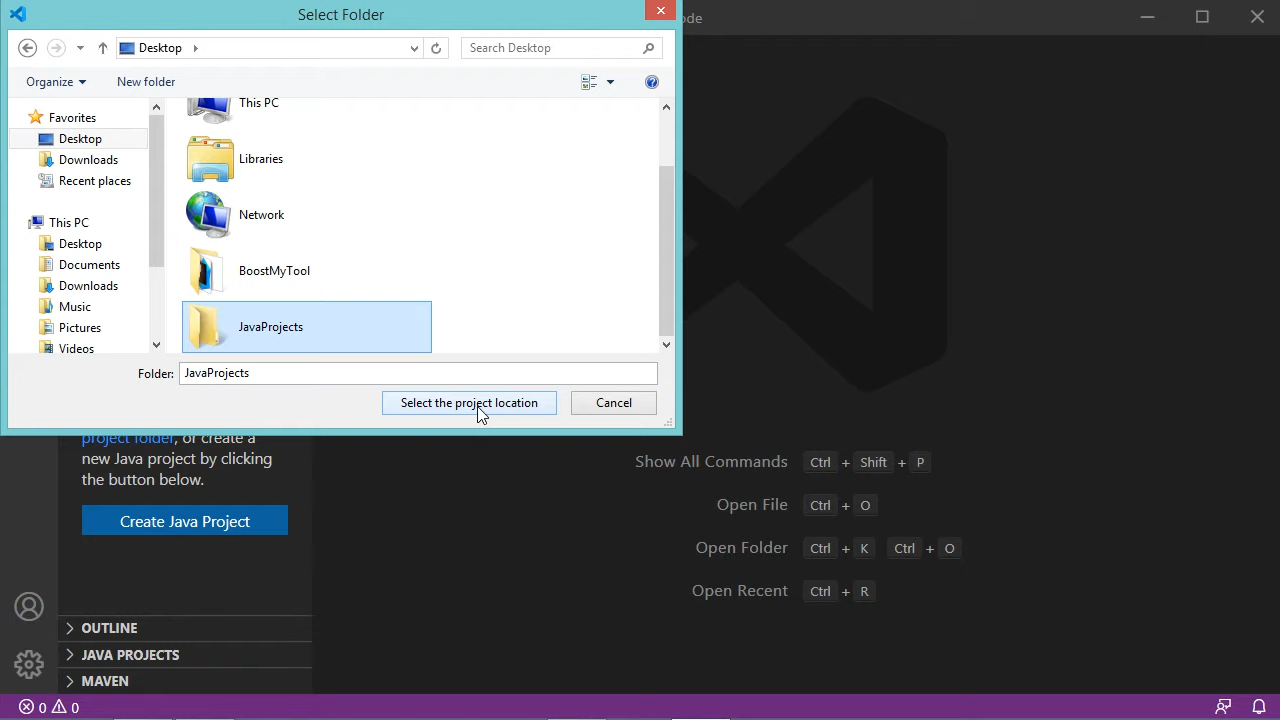 Select Folder
ode
Desktop
Search Desktop
Organize
New folder
Favorites
Desktop
Downloads
Recent places
This PC
Desktop
Documents
Downloads
Music
Pictures
Videos
This PC
Libraries
Network
BoostMyTool
JavaProjects
Folder: JavaProjects
Select the project location
Cancel
project folder, or create a
new Java project by clicking
the button below.
Create Java Project
Show All Commands Ctrl + Shift + P
Open File Ctrl + O
Open Folder Ctrl + K Ctrl + O
Open Recent Ctrl + R
OUTLINE
JAVA PROJECTS
MAVEN
0 0